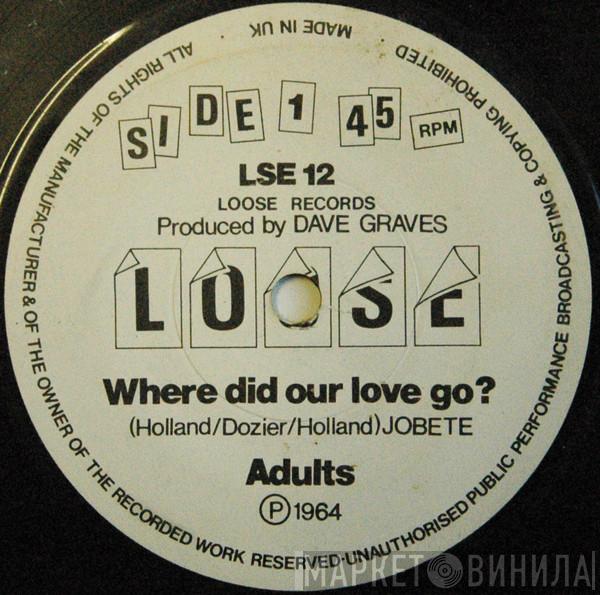 MADE IN UK
ALL RIGHTS OF THE MANUFACTURER & OF THE OWNER OF THE RECORDED WORK RESERVED·UNAUTHORISED PUBLIC PERFORMANCE BROADCASTING & COPYING PROHIBITED
SIDE 1 45 RPM
LSE 12
LOOSE RECORDS
Produced by DAVE GRAVES
LOOSE
Where did our love go?
(Holland/Dozier/Holland)JOBETE
Adults
Ⓟ1964
МАРКЕТ ВИНИЛА